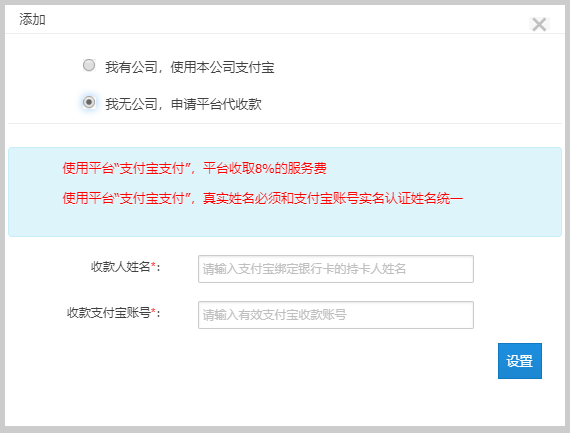 添加
我有公司，使用本公司支付宝
我无公司，申请平台代收款
使用平台“支付宝支付”，平台收取8%的服务费
使用平台“支付宝支付”，真实姓名必须和支付宝账号实名认证姓名统一
收款人姓名*： 请输入支付宝绑定银行卡的持卡人姓名
收款支付宝账号*： 请输入有效支付宝收款账号
设置